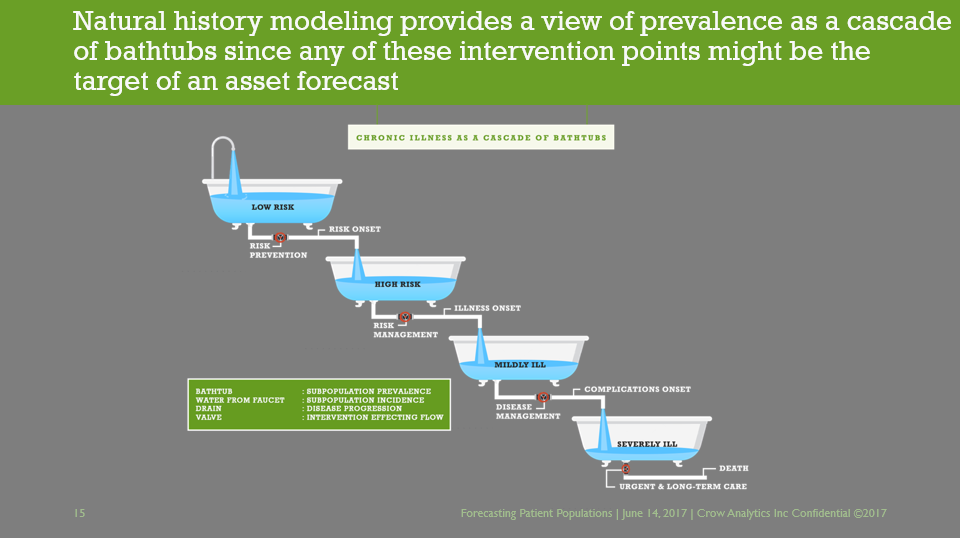 Natural history modeling provides a view of prevalence as a cascade
of bathtubs since any of these intervention points might be the
target of an asset forecast
CHRONIC ILLNESS AS A CASCADE OF BATHTUBS
LOW RISK
RISK ONSET
RISK
PREVENTION
HIGH RISK
ILLNESS ONSET
RISK
MANAGEMENT
MILDLY ILL
COMPLICATIONS ONSET
DISEASE
MANAGEMENT
SEVERELY ILL
DEATH
URGENT & LONG-TERM CARE
BATHTUB : SUBPOPULATION PREVALENCE
WATER FROM FAUCET : SUBPOPULATION INCIDENCE
DRAIN : DISEASE PROGRESSION
VALVE : INTERVENTION EFFECTING FLOW
15
Forecasting Patient Populations | June 14, 2017 | Crow Analytics Inc Confidential ©2017